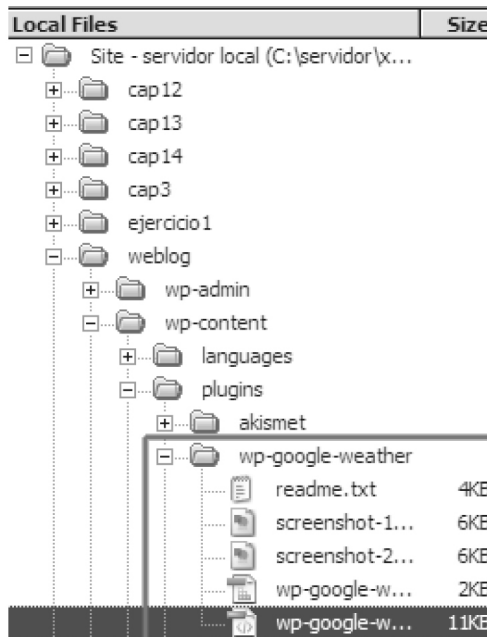 Local Files Size
Site - servidor local (C:\servidor\x...
cap12
cap13
cap14
cap3
ejercicio1
weblog
wp-admin
wp-content
languages
plugins
akismet
wp-google-weather
readme.txt 4KB
screenshot-1... 6KB
screenshot-2... 6KB
wp-google-w... 2KB
wp-google-w... 11KB